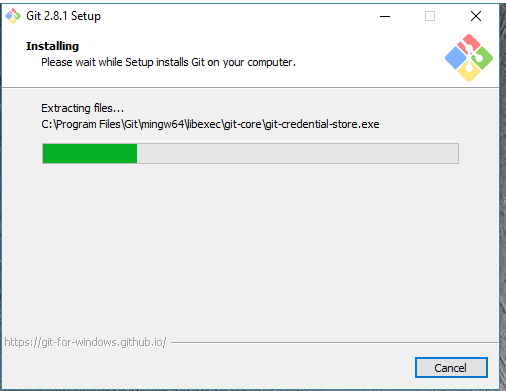 Git 2.8.1 Setup
Installing
Please wait while Setup installs Git on your computer.
Extracting files...
C:\Program Files\Git\mingw64\libexec\git-core\git-credential-store.exe
https://git-for-windows.github.io/
Cancel